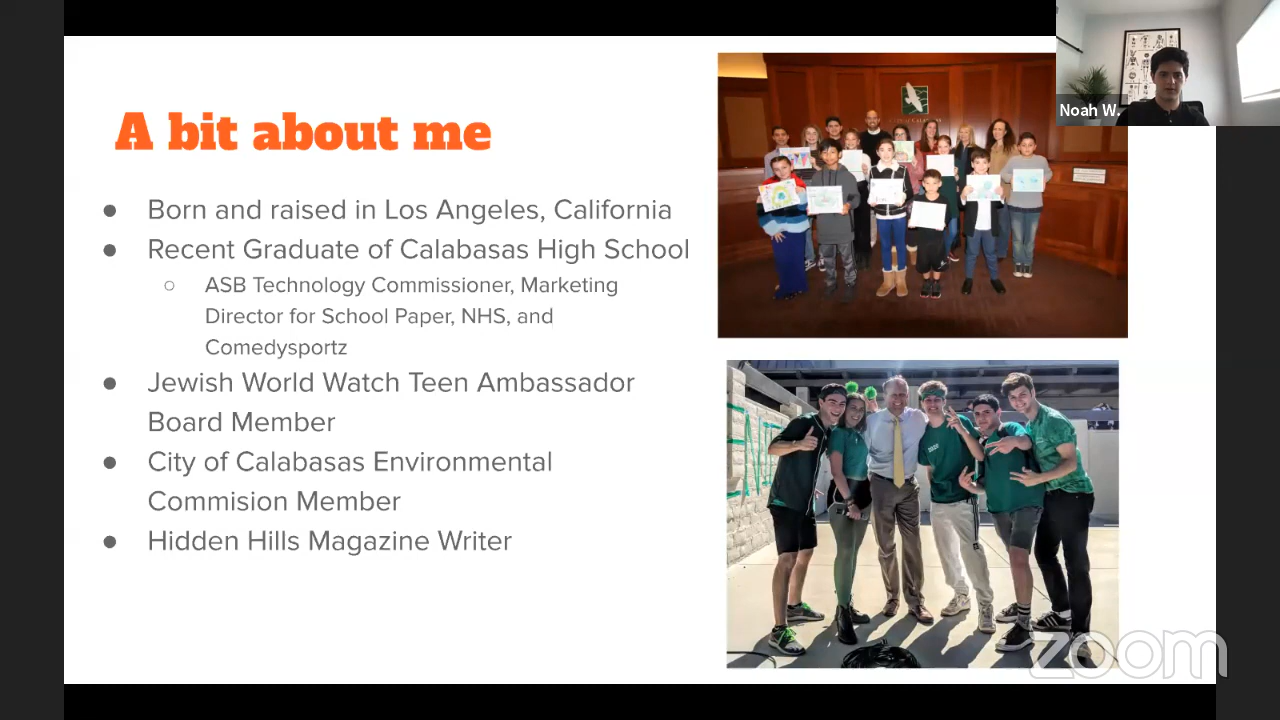 Noah W.
A bit about me
● Born and raised in Los Angeles, California
● Recent Graduate of Calabasas High School
○ ASB Technology Commissioner, Marketing
Director for School Paper, NHS, and
Comedysportz
● Jewish World Watch Teen Ambassador
Board Member
● City of Calabasas Environmental
Commision Member
● Hidden Hills Magazine Writer
zoom